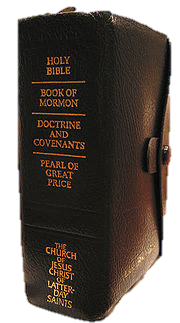 HOLY
BIBLE
BOOK OF
MORMON
DOCTRINE
AND
COVENANTS
PEARL OF
GREAT
PRICE
THE
CHURCH
OF
JESUS
CHRIST
OF
LATTER-
DAY
SAINTS